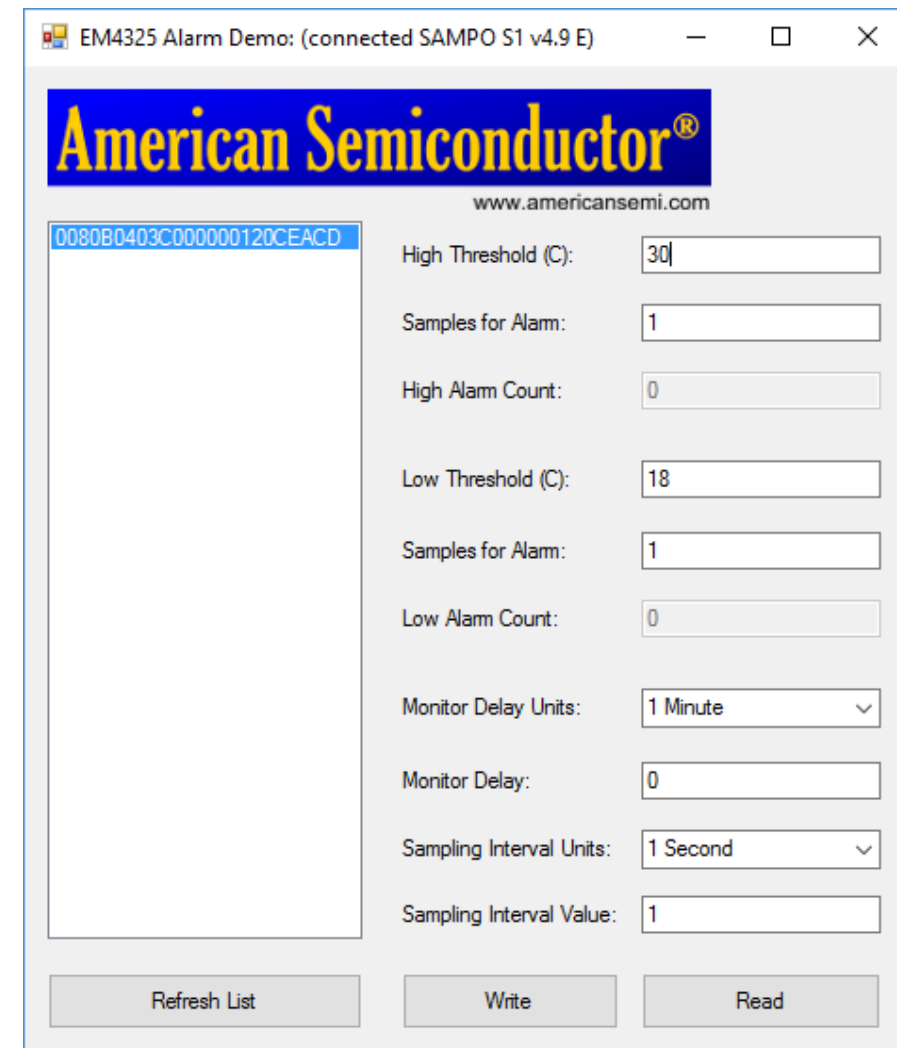 EM4325 Alarm Demo: (connected SAMPO S1 v4.9 E)
American Semiconductor®
www.americansemi.com
0080B0403C000000120CEACD
High Threshold (C): 30
Samples for Alarm: 1
High Alarm Count: 0
Low Threshold (C): 18
Samples for Alarm: 1
Low Alarm Count: 0
Monitor Delay Units: 1 Minute
Monitor Delay: 0
Sampling Interval Units: 1 Second
Sampling Interval Value: 1
Refresh List Write Read